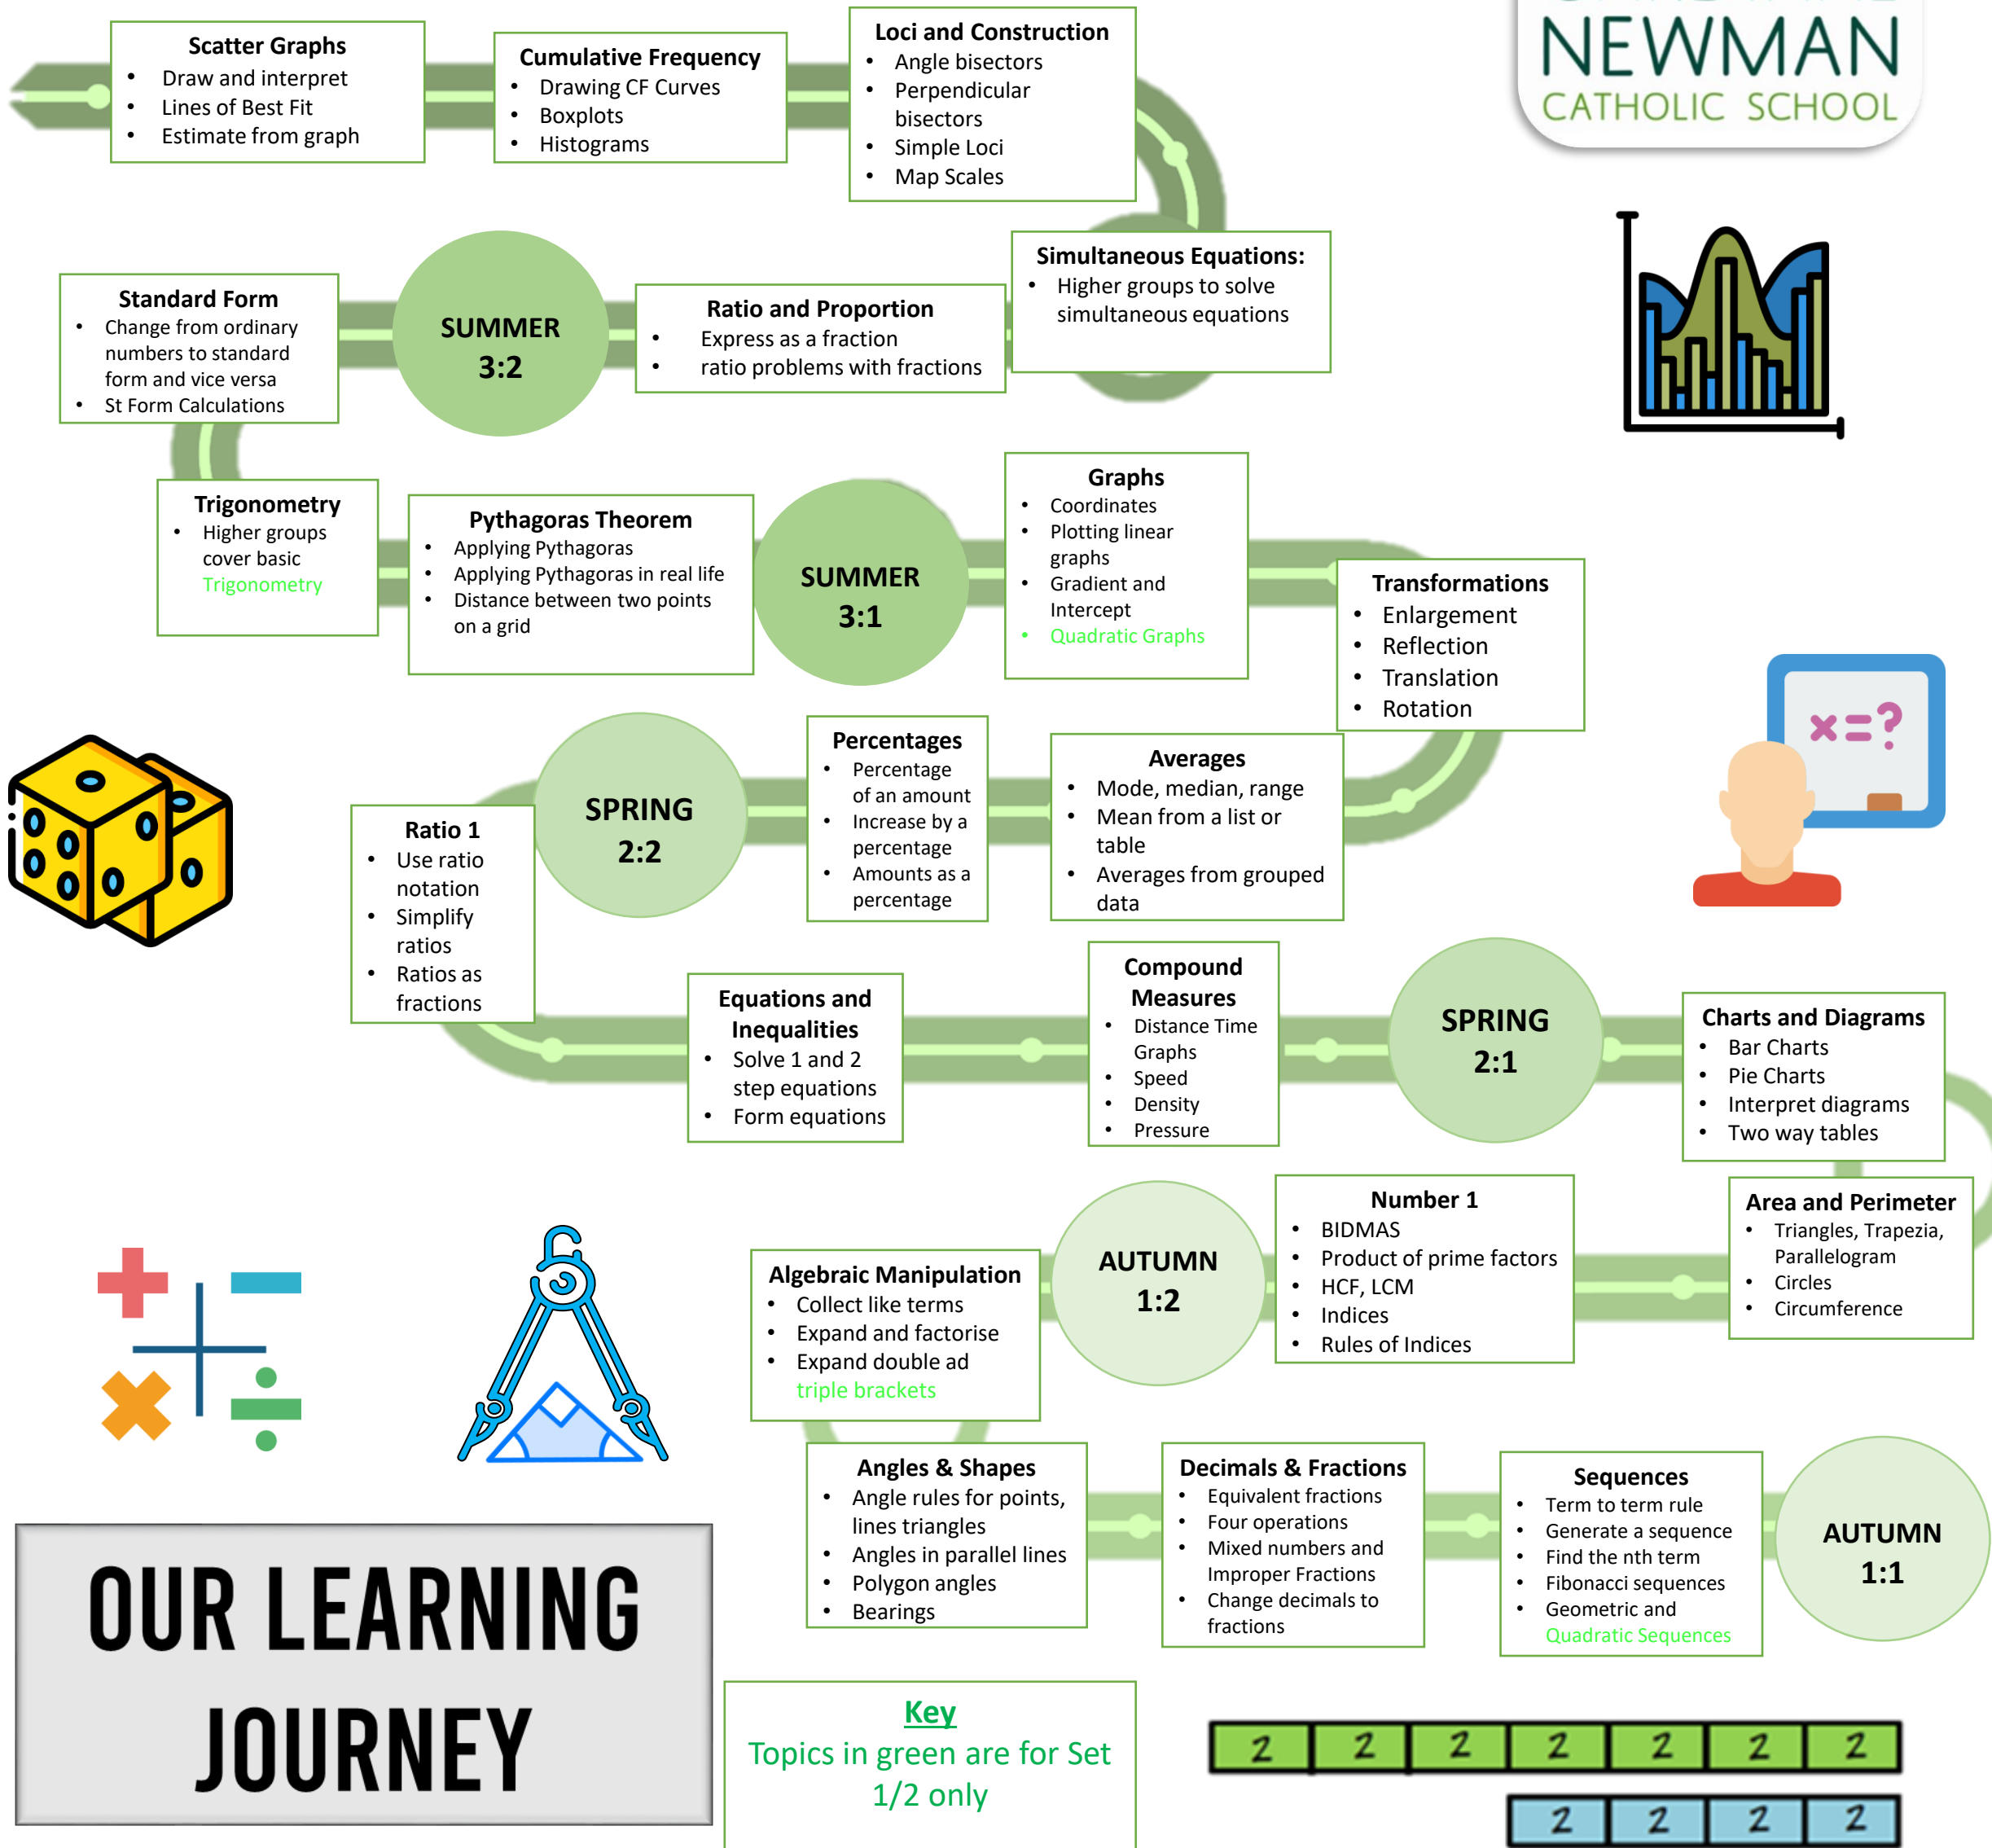 NEWMAN
CATHOLIC SCHOOL
Scatter Graphs
• Draw and interpret
• Lines of Best Fit
• Estimate from graph
Cumulative Frequency
• Drawing CF Curves
• Boxplots
• Histograms
Loci and Construction
• Angle bisectors
• Perpendicular
bisectors
• Simple Loci
• Map Scales
Standard Form
• Change from ordinary
numbers to standard
form and vice versa
• St Form Calculations
SUMMER
3:2
Ratio and Proportion
• Express as a fraction
• ratio problems with fractions
Simultaneous Equations:
• Higher groups to solve
simultaneous equations
Trigonometry
• Higher groups
cover basic
Trigonometry
Pythagoras Theorem
• Applying Pythagoras
• Applying Pythagoras in real life
• Distance between two points
on a grid
SUMMER
3:1
Graphs
• Coordinates
• Plotting linear
graphs
• Gradient and
Intercept
• Quadratic Graphs
Transformations
• Enlargement
• Reflection
• Translation
• Rotation
x=?
Ratio 1
• Use ratio
notation
• Simplify
ratios
• Ratios as
fractions
SPRING
2:2
Percentages
• Percentage
of an amount
• Increase by a
percentage
• Amounts as a
percentage
Averages
• Mode, median, range
• Mean from a list or
table
• Averages from grouped
data
Equations and
Inequalities
• Solve 1 and 2
step equations
• Form equations
Compound
Measures
• Distance Time
Graphs
• Speed
• Density
• Pressure
SPRING
2:1
Charts and Diagrams
• Bar Charts
• Pie Charts
• Interpret diagrams
• Two way tables
Algebraic Manipulation
• Collect like terms
• Expand and factorise
• Expand double ad
triple brackets
AUTUMN
1:2
Number 1
• BIDMAS
• Product of prime factors
• HCF, LCM
• Indices
• Rules of Indices
Area and Perimeter
• Triangles, Trapezia,
Parallelogram
• Circles
• Circumference
Angles & Shapes
• Angle rules for points,
lines triangles
• Angles in parallel lines
• Polygon angles
• Bearings
Decimals & Fractions
• Equivalent fractions
• Four operations
• Mixed numbers and
Improper Fractions
• Change decimals to
fractions
Sequences
• Term to term rule
• Generate a sequence
• Find the nth term
• Fibonacci sequences
• Geometric and
Quadratic Sequences
AUTUMN
1:1
OUR LEARNING
JOURNEY
Key
Topics in green are for Set
1/2 only
2 2 2 2 2 2 2
2 2 2 2